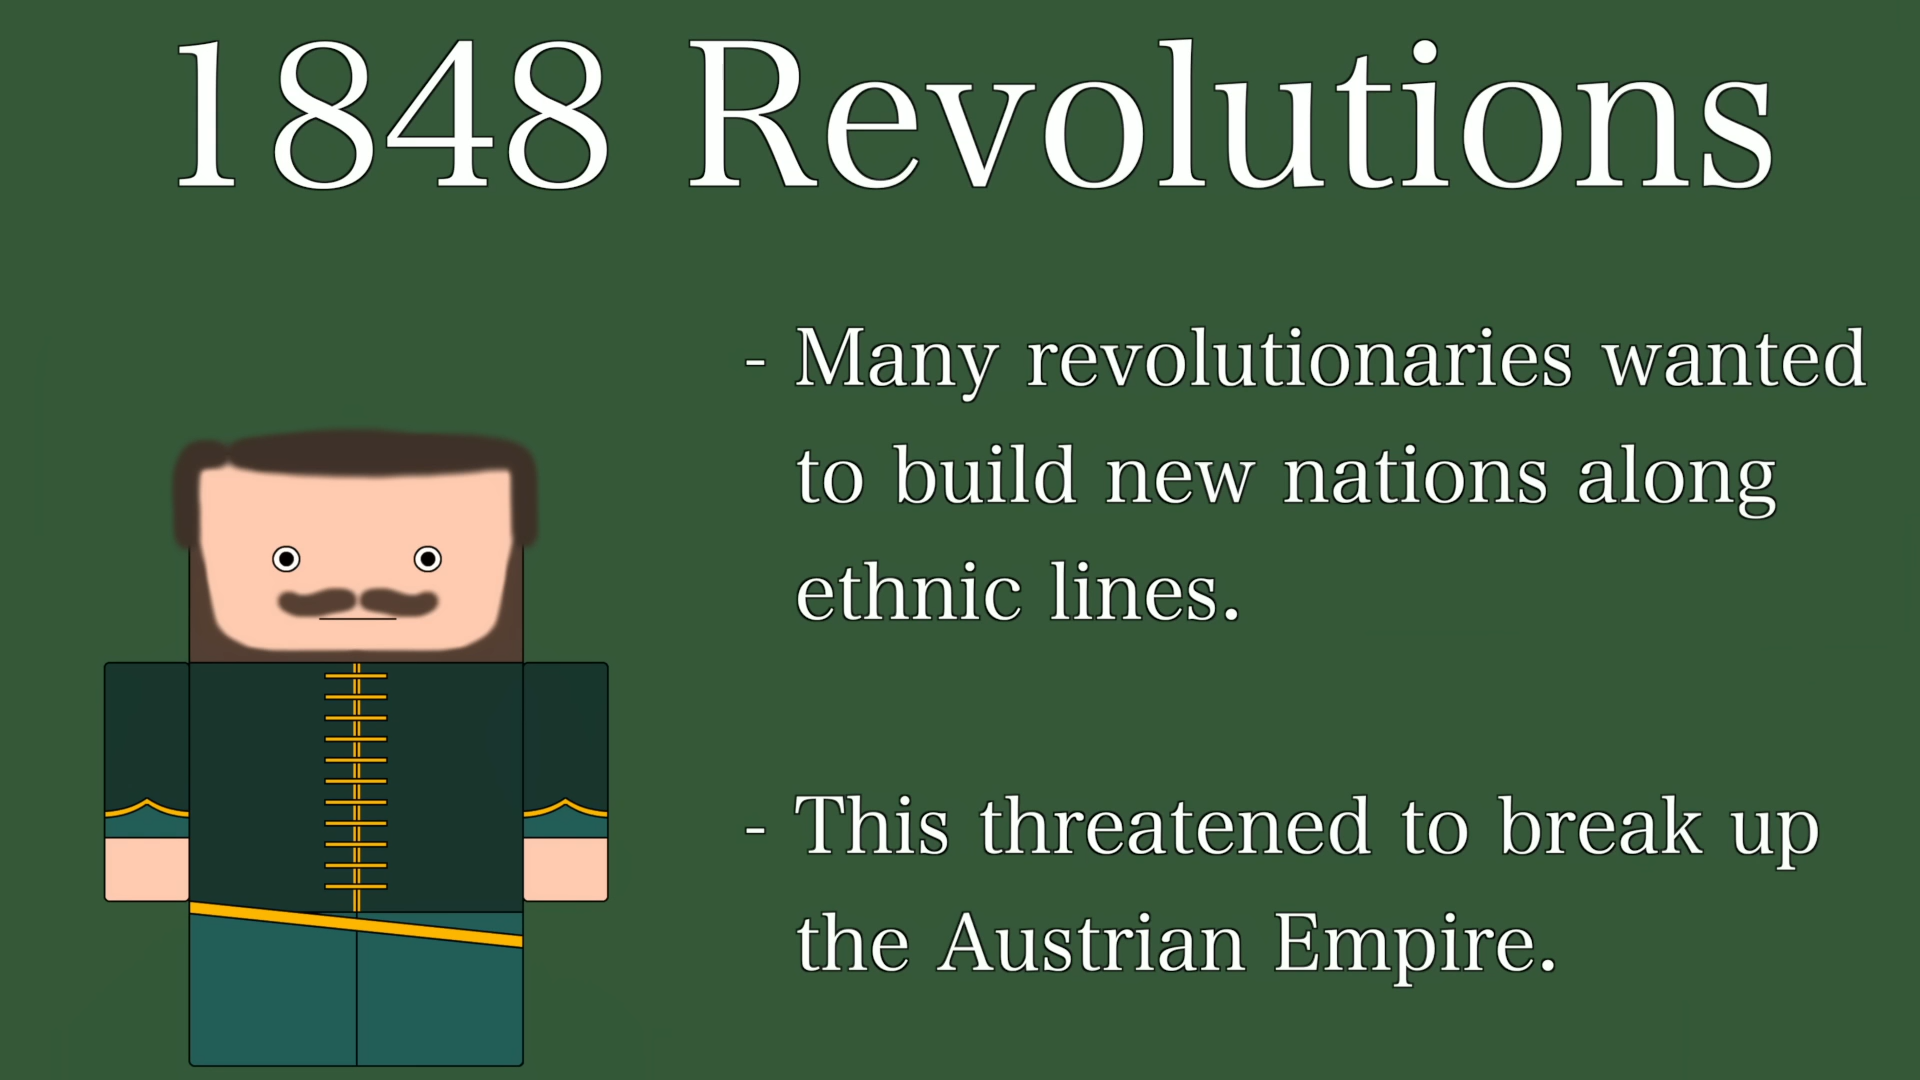 1848 Revolutions
- Many revolutionaries wanted
to build new nations along
ethnic lines.
- This threatened to break up
the Austrian Empire.